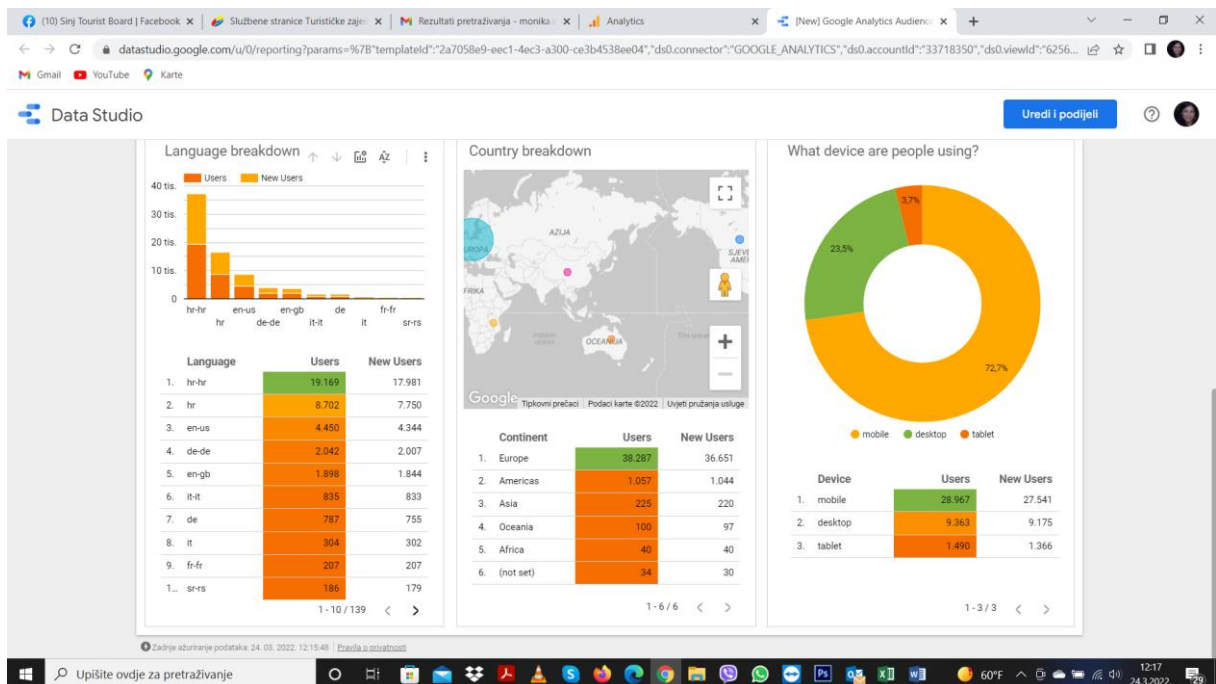 (10) Sinj Tourist Board | Facebook
Službene stranice Turističke zaje
Rezultati pretraživanja - monika.s
Analytics
[New] Google Analytics Audienc
datastudio.google.com/u/0/reporting?params=%7B"templateId":"2a7058e9-eec1-4ec3-a300-ce3b4538ee04","ds0.connector":"GOOGLE_ANALYTICS","ds0.accountId":"33718350","ds0.viewId":"6256...
Gmail YouTube Karte
Data Studio
Uredi i podijeli
Language breakdown
Users New Users
40 tis.
30 tis.
20 tis.
10 tis.
0
hr-hr en-us en-gb de fr-fr
hr de-de it-it it sr-rs
Language Users New Users
1. hr-hr 19.169 17.981
2. hr 8.702 7.750
3. en-us 4.450 4.344
4. de-de 2.042 2.007
5. en-gb 1.898 1.844
6. it-it 835 833
7. de 787 755
8. it 304 302
9. fr-fr 207 207
1... sr-rs 186 179
1 - 10 / 139
Country breakdown
AZIJA
OCEANIJA
Google
Tipkovni prečaci Podaci karte ©2022 Uvjeti pružanja usluge
Continent Users New Users
1. Europe 38.287 36.651
2. Americas 1.057 1.044
3. Asia 225 220
4. Oceania 100 97
5. Africa 40 40
6. (not set) 34 30
1 - 6 / 6
What device are people using?
3,7%
23,5%
72,7%
mobile desktop tablet
Device Users New Users
1. mobile 28.967 27.541
2. desktop 9.363 9.175
3. tablet 1.490 1.366
1 - 3 / 3
Zadnje ažuriranje podataka: 24. 03. 2022. 12:15:48 Pravila o privatnosti
Upišite ovdje za pretraživanje
60°F
12:17
24.3.2022.
29